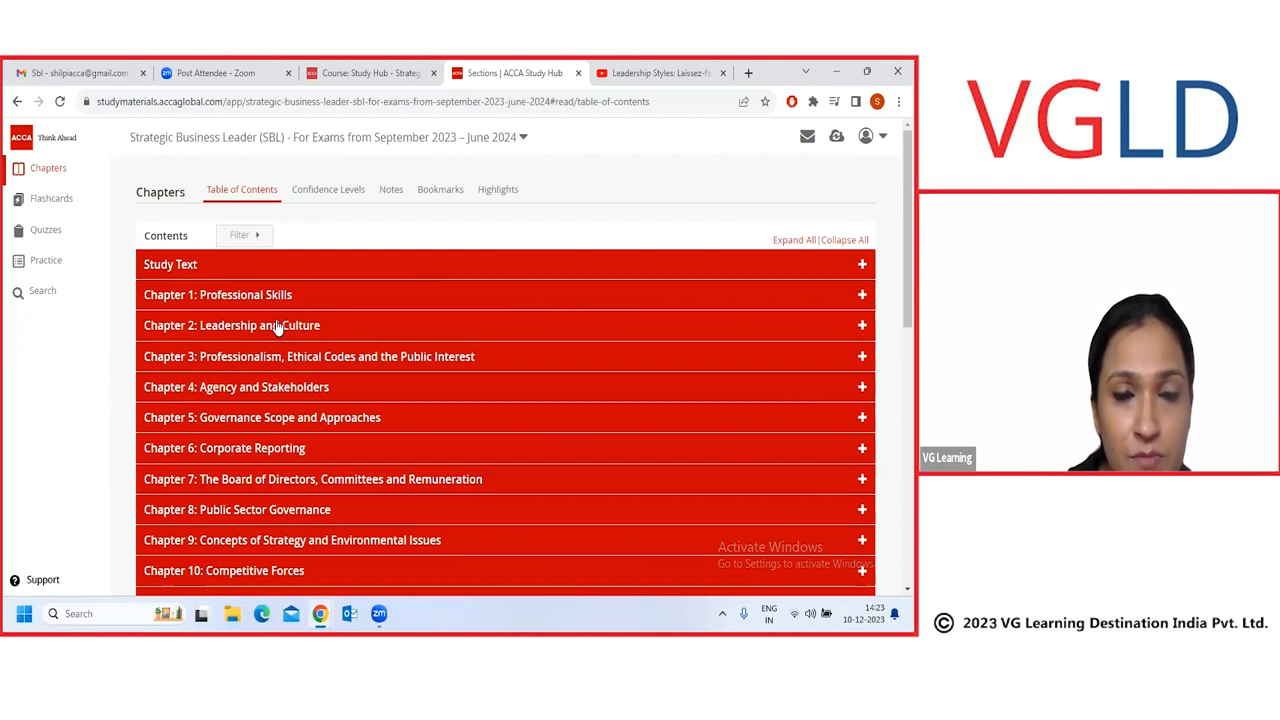 Sbl - shilpiacca@gmail.com
Post Attendee - Zoom
Course: Study Hub - Strateg
Sections | ACCA Study Hub
Leadership Styles: Laissez-f
studymaterials.accaglobal.com/app/strategic-business-leader-sbl-for-exams-from-september-2023-june-2024#read/table-of-contents
S
ACCA Think Ahead
Strategic Business Leader (SBL) - For Exams from September 2023 – June 2024
Chapters
Flashcards
Quizzes
Practice
Search
Support
Chapters
Table of Contents
Confidence Levels
Notes
Bookmarks
Highlights
Contents
Filter
Expand All|Collapse All
Study Text
Chapter 1: Professional Skills
Chapter 2: Leadership and Culture
Chapter 3: Professionalism, Ethical Codes and the Public Interest
Chapter 4: Agency and Stakeholders
Chapter 5: Governance Scope and Approaches
Chapter 6: Corporate Reporting
Chapter 7: The Board of Directors, Committees and Remuneration
Chapter 8: Public Sector Governance
Chapter 9: Concepts of Strategy and Environmental Issues
Chapter 10: Competitive Forces
Activate Windows
Go to Settings to activate Windows.
Search
ENG
IN
14:23
10-12-2023
VGLD
VG Learning
© 2023 VG Learning Destination India Pvt. Ltd.